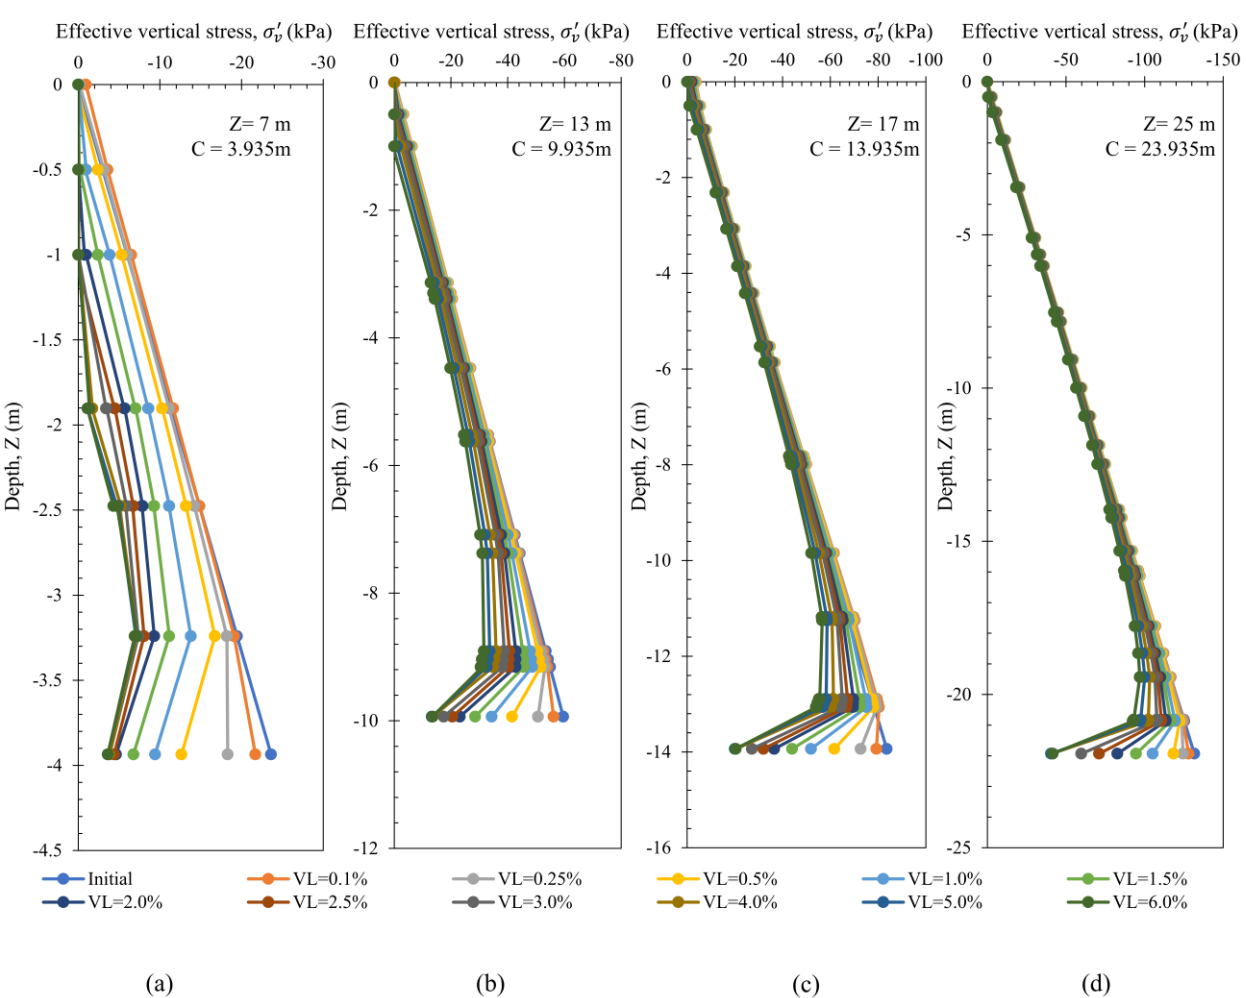 Effective vertical stress, σ′v (kPa)
0 -10 -20 -30
0
-0.5
-1
-1.5
-2
-2.5
-3
-3.5
-4
-4.5
Depth, Z (m)
Z= 7 m
C = 3.935m
Effective vertical stress, σ′v (kPa)
0 -20 -40 -60 -80
0
-2
-4
-6
-8
-10
-12
Depth, Z (m)
Z= 13 m
C = 9.935m
Effective vertical stress, σ′v (kPa)
0 -20 -40 -60 -80 -100
0
-2
-4
-6
-8
-10
-12
-14
-16
Depth, Z (m)
Z= 17 m
C = 13.935m
Effective vertical stress, σ′v (kPa)
0 -50 -100 -150
0
-5
-10
-15
-20
-25
Depth, Z (m)
Z= 25 m
C = 23.935m
Initial VL=0.1% VL=0.25% VL=0.5% VL=1.0% VL=1.5%
VL=2.0% VL=2.5% VL=3.0% VL=4.0% VL=5.0% VL=6.0%
(a) (b) (c) (d)